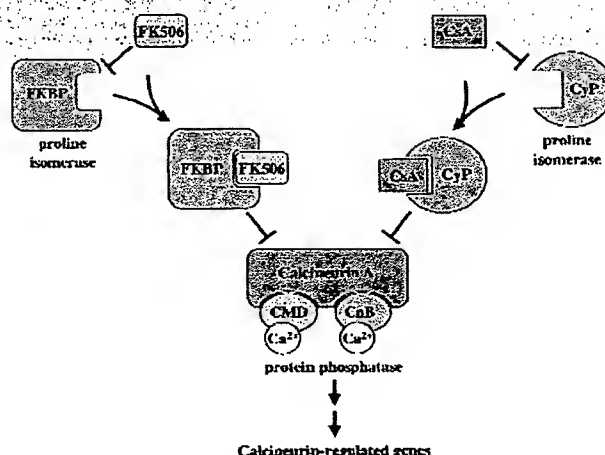 FK506
CsA
FKBP
CyP
proline
isomerase
proline
isomerase
FKBP
FK506
CsA
CyP
Calcineurin A
CMD
CnB
Ca2+
Ca2+
protein phosphatase
Calcineurin-regulated genes